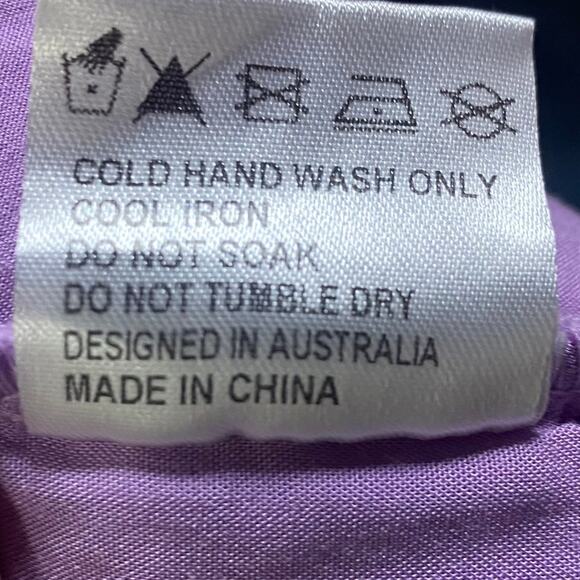 COLD HAND WASH ONLY
COOL IRON
DO NOT SOAK
DO NOT TUMBLE DRY
DESIGNED IN AUSTRALIA
MADE IN CHINA